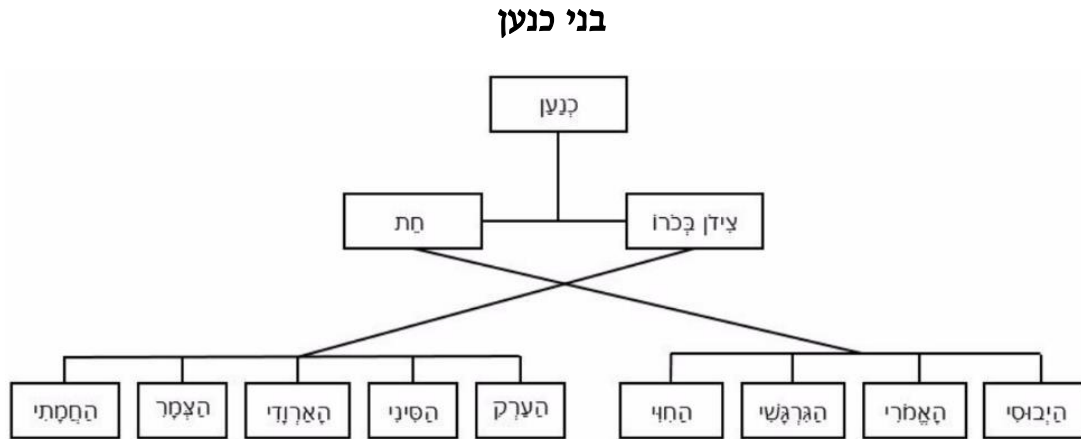 בני כנען
כְּנַעַן
צִידֹן בְּכֹרוֹ
חֵת
הַיְבוּסִי
הָאֱמֹרִי
הַגִּרְגָּשִׁי
הַחִוִּי
הַעַרְקִ
הַסִּינִי
הָאַרְוָדִי
הַצְּמָרִ
הַחֲמָתִי